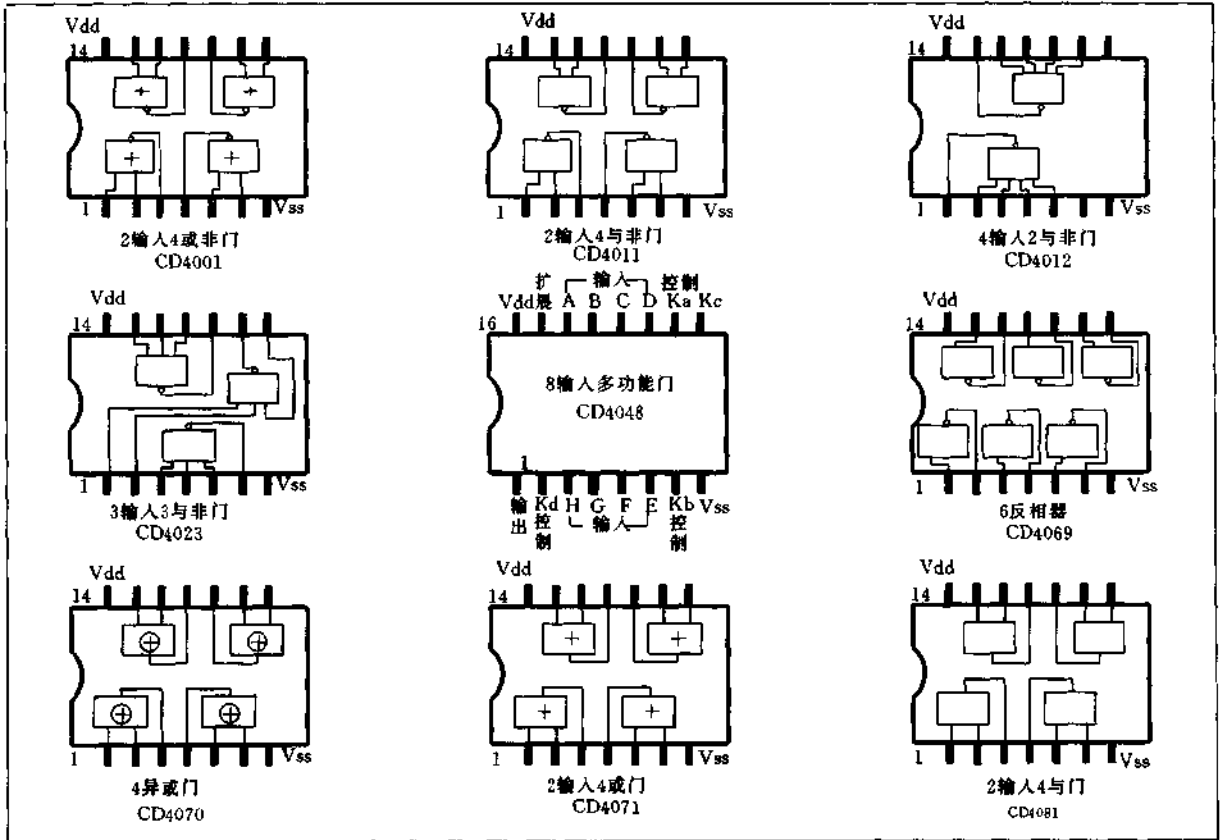 Vdd
14
1
Vss
2输入4或非门
CD4001
Vdd
14
1
Vss
2输入4与非门
CD4011
14
1
Vss
4输入2与非门
CD4012
Vdd
14
1
Vss
3输入3与非门
CD4023
扩展 输入 控制
Vdd A B C D Ka Kc
16
8输入多功能门
CD4048
1
输出 Kd控制 H G F E Kb控制 Vss
输入
Vdd
14
1
Vss
6反相器
CD4069
Vdd
14
1
Vss
4异或门
CD4070
Vdd
14
1
Vss
2输入4或门
CD4071
Vdd
14
1
Vss
2输入4与门
CD4081